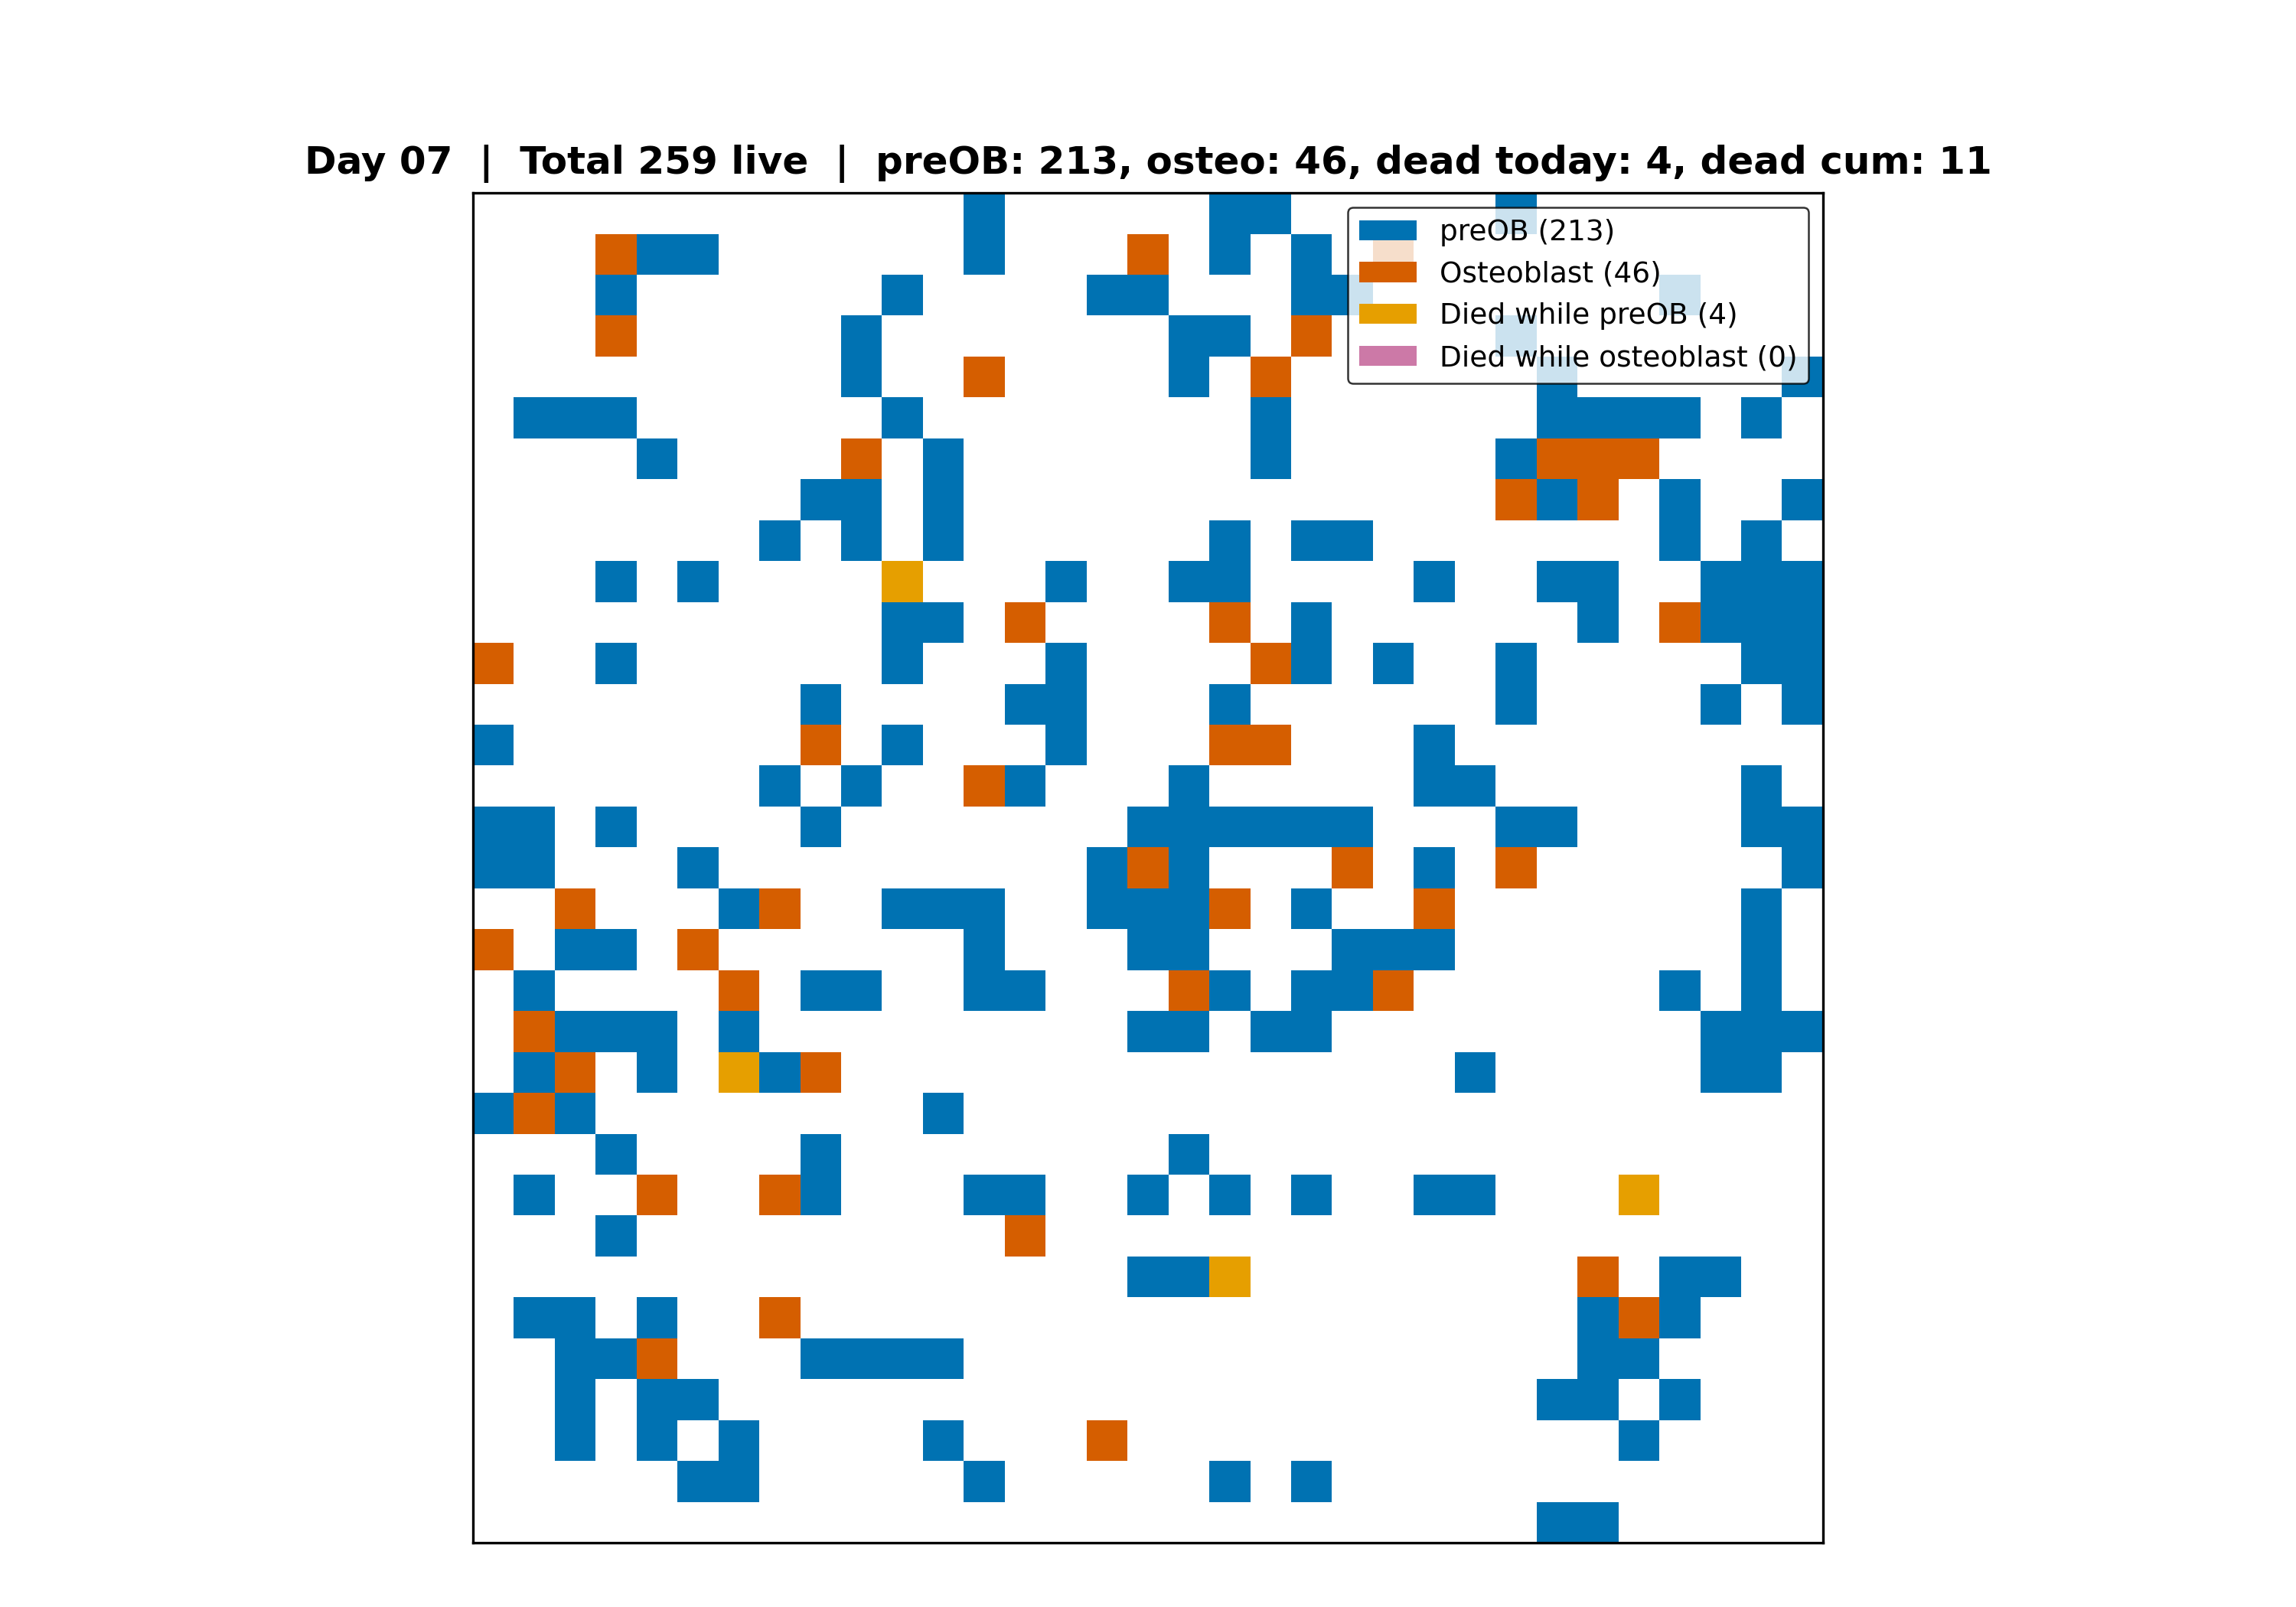 Day 07 | Total 259 live | preOB: 213, osteo: 46, dead today: 4, dead cum: 11
preOB (213)
Osteoblast (46)
Died while preOB (4)
Died while osteoblast (0)